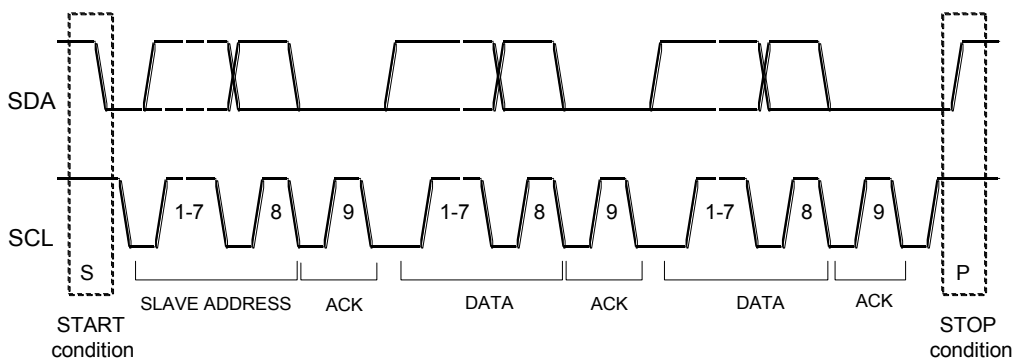 SDA
SCL
1-7 8 9 1-7 8 9 1-7 8 9
S P
SLAVE ADDRESS ACK DATA ACK DATA ACK
START
condition
STOP
condition